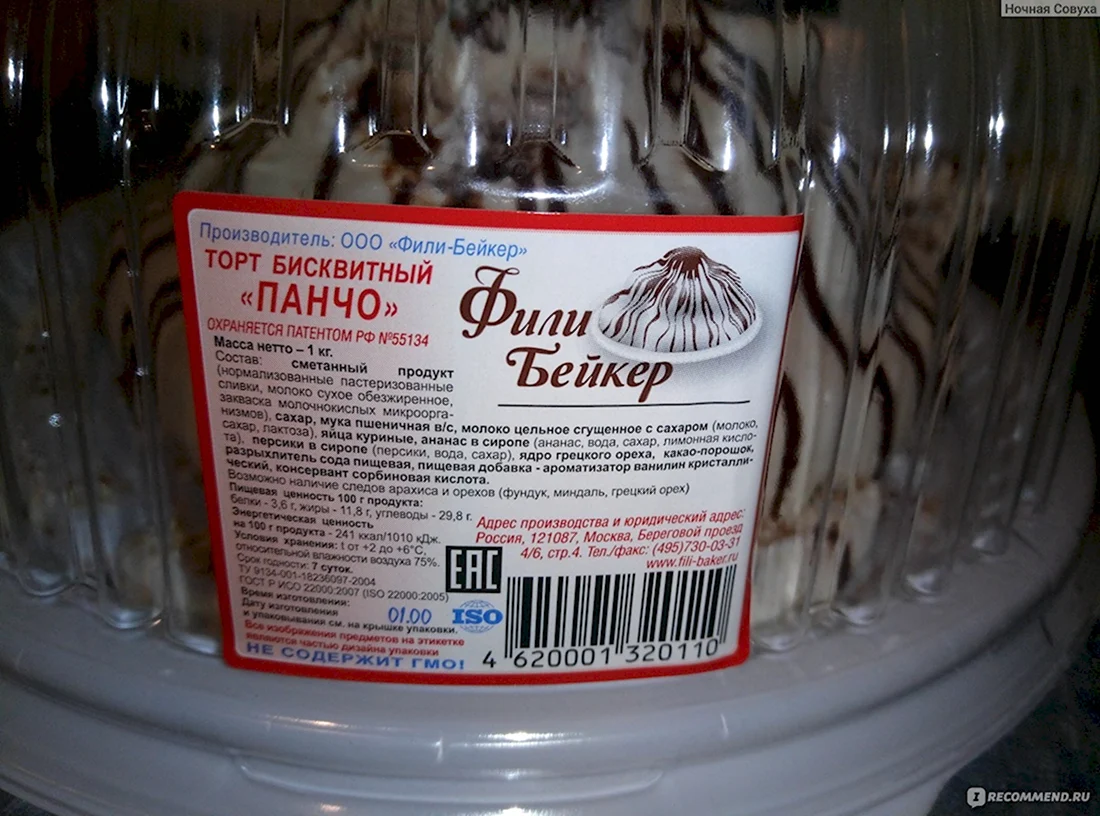 Ночная Совуха
Производитель: ООО «Фили-Бейкер»
ТОРТ БИСКВИТНЫЙ
«ПАНЧО»
ОХРАНЯЕТСЯ ПАТЕНТОМ РФ №55134
Фили
Бейкер
Масса нетто – 1 кг.
Состав: сметанный продукт
(нормализованные пастеризованные
сливки, молоко сухое обезжиренное,
закваска молочнокислых микроорга-
низмов), сахар, мука пшеничная в/с, молоко цельное сгущенное с сахаром (молоко,
сахар, лактоза), яйца куриные, ананас в сиропе (ананас, вода, сахар, лимонная кисло-
та), персики в сиропе (персики, вода, сахар), ядро грецкого ореха, какао-порошок,
разрыхлитель сода пищевая, пищевая добавка - ароматизатор ванилин кристалли-
ческий, консервант сорбиновая кислота.
Возможно наличие следов арахиса и орехов (фундук, миндаль, грецкий орех)
Пищевая ценность 100 г продукта:
белки - 3,6 г, жиры - 11,8 г, углеводы - 29,8 г.
Энергетическая ценность
на 100 г продукта - 241 ккал/1010 кДж.
Условия хранения: t от +2 до +6°С,
относительной влажности воздуха 75%.
Срок годности: 7 суток.
ТУ 9134-001-18236097-2004
ГОСТ Р ИСО 22000:2007 (ISO 22000:2005)
Время изготовления: 01.00
Дату изготовления
и упаковывания см. на крышке упаковки.
Все изображения предметов на этикетке
являются частью дизайна упаковки
НЕ СОДЕРЖИТ ГМО!
Адрес производства и юридический адрес:
Россия, 121087, Москва, Береговой проезд
4/6, стр.4. Тел./факс: (495)730-03-31
www.fili-baker.ru
EAC
ISO
4 620001 320110
IRECOMMEND.RU